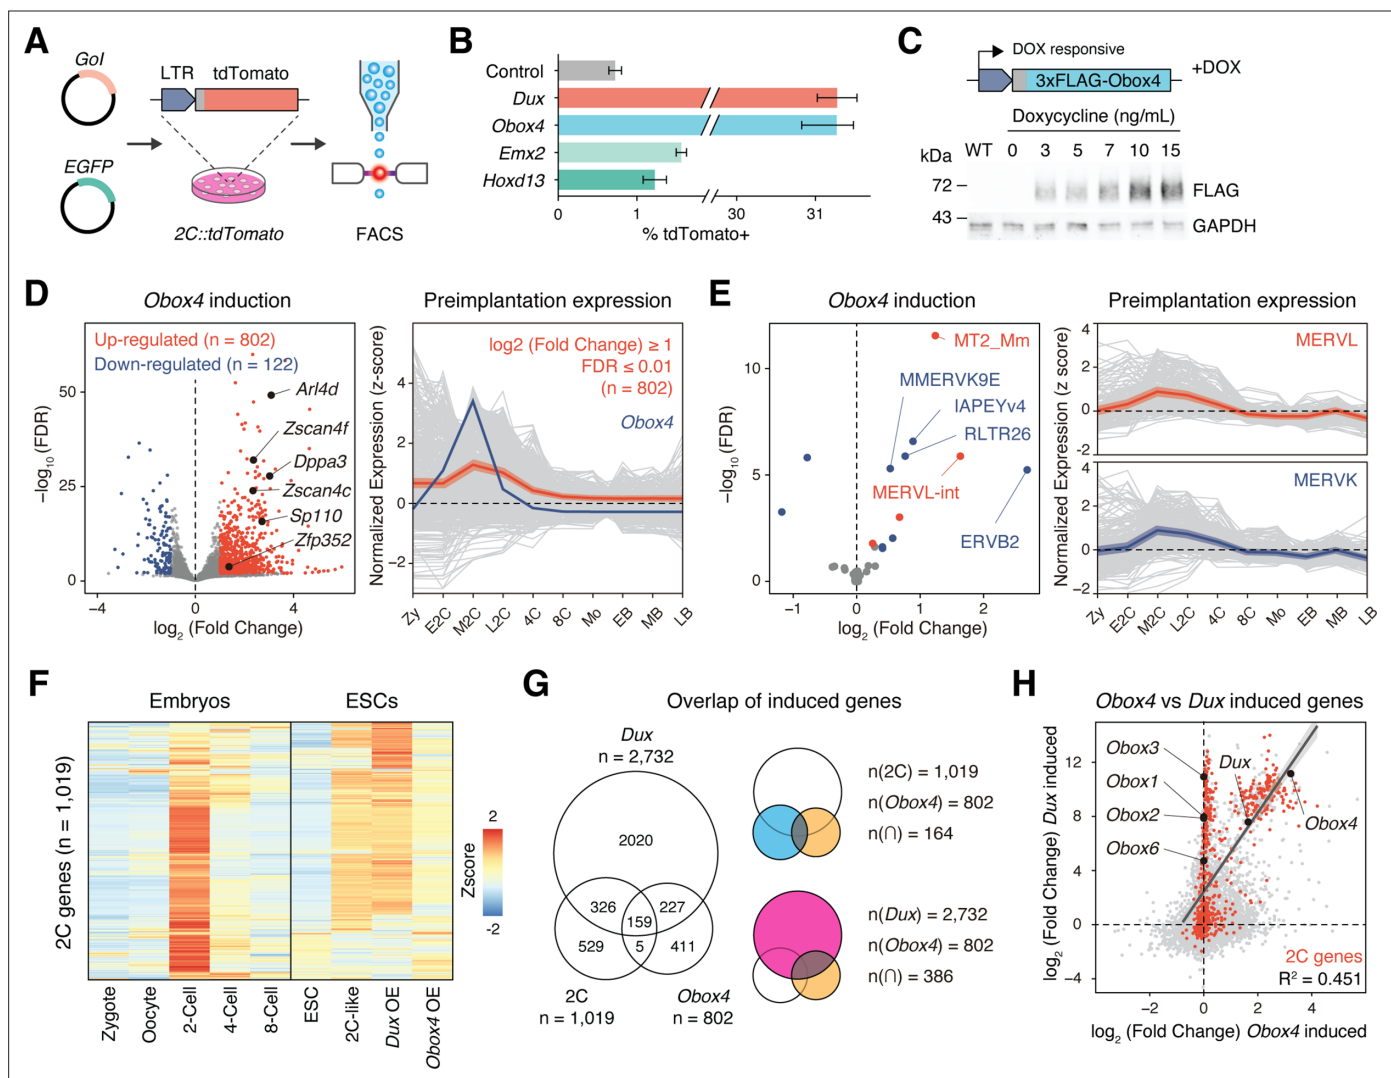 A
GoI
EGFP
LTR
tdTomato
2C::tdTomato
FACS
B
Control
Dux
Obox4
Emx2
Hoxd13
0
1
30
31
% tdTomato+
C
DOX responsive
3xFLAG-Obox4
+DOX
Doxycycline (ng/mL)
kDa
WT
0
3
5
7
10
15
72
43
FLAG
GAPDH
D
Obox4 induction
Up-regulated (n = 802)
Down-regulated (n = 122)
Arl4d
Zscan4f
Dppa3
Zscan4c
Sp110
Zfp352
−log10 (FDR)
50
25
0
−4
0
4
log2 (Fold Change)
Preimplantation expression
log2 (Fold Change) ≥ 1
FDR ≤ 0.01
(n = 802)
Obox4
Normalized Expression (z-score)
4
2
0
−2
Zy
E2C
M2C
L2C
4C
8C
Mo
EB
MB
LB
E
Obox4 induction
MT2_Mm
MMERVK9E
IAPEYv4
RLTR26
MERVL-int
ERVB2
−log10 (FDR)
10
5
0
−1
0
1
2
log2 (Fold Change)
Preimplantation expression
MERVL
MERVK
Normalized Expression (z score)
4
2
0
−2
4
2
0
−2
Zy
E2C
M2C
L2C
4C
8C
Mo
EB
MB
LB
F
Embryos
ESCs
2C genes (n = 1,019)
Zygote
Oocyte
2-Cell
4-Cell
8-Cell
ESC
2C-like
Dux OE
Obox4 OE
2
Zscore
-2
G
Overlap of induced genes
Dux
n = 2,732
2020
326
227
159
529
5
411
2C
n = 1,019
Obox4
n = 802
n(2C) = 1,019
n(Obox4) = 802
n(∩) = 164
n(Dux) = 2,732
n(Obox4) = 802
n(∩) = 386
H
Obox4 vs Dux induced genes
Obox3
Obox1
Obox2
Obox6
Dux
Obox4
log2 (Fold Change) Dux induced
12
8
4
0
−4
2C genes
R2 = 0.451
−2
0
2
4
log2 (Fold Change) Obox4 induced